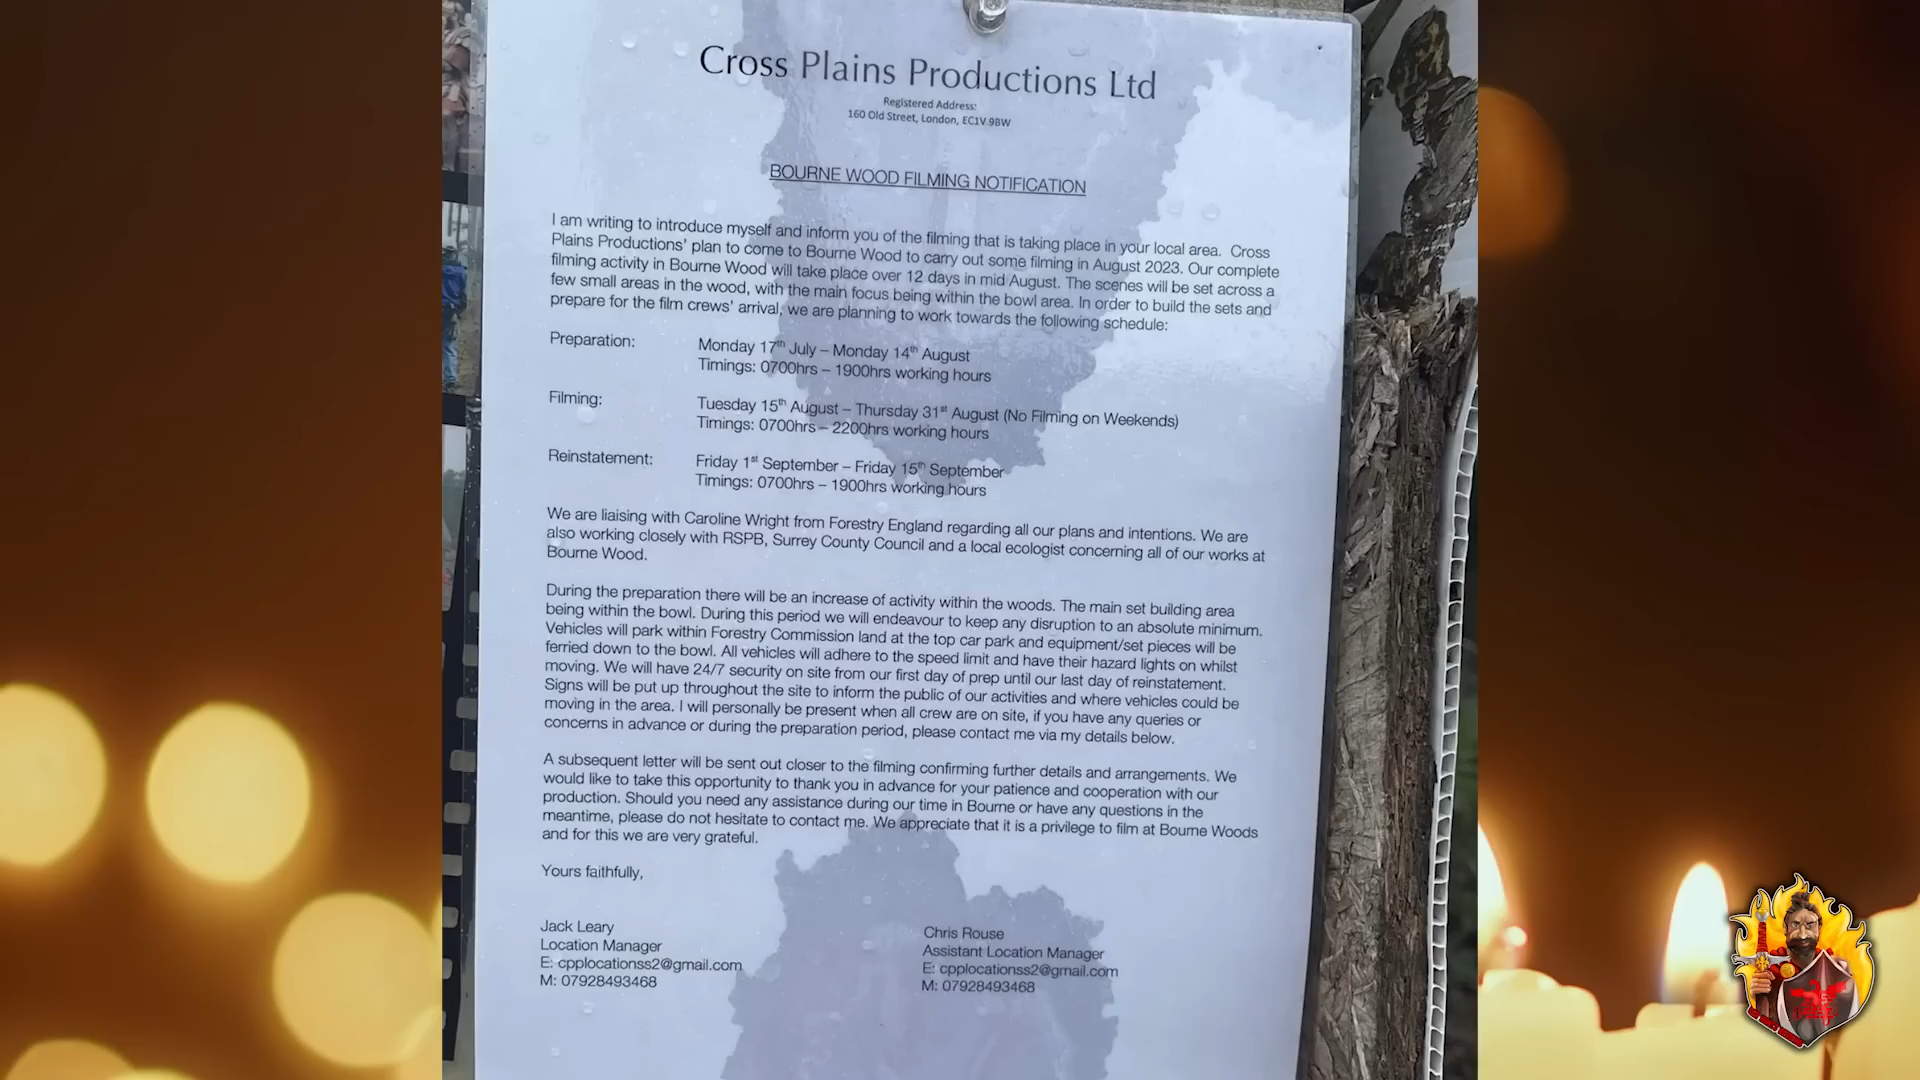 Cross Plains Productions Ltd
Registered Address:
160 Old Street, London, EC1V 9BW
BOURNE WOOD FILMING NOTIFICATION
I am writing to introduce myself and inform you of the filming that is taking place in your local area. Cross
Plains Productions' plan to come to Bourne Wood to carry out some filming in August 2023. Our complete
filming activity in Bourne Wood will take place over 12 days in mid August. The scenes will be set across a
few small areas in the wood, with the main focus being within the bowl area. In order to build the sets and
prepare for the film crews' arrival, we are planning to work towards the following schedule:
Preparation: Monday 17th July – Monday 14th August
Timings: 0700hrs – 1900hrs working hours
Filming: Tuesday 15th August – Thursday 31st August (No Filming on Weekends)
Timings: 0700hrs – 2200hrs working hours
Reinstatement: Friday 1st September – Friday 15th September
Timings: 0700hrs – 1900hrs working hours
We are liaising with Caroline Wright from Forestry England regarding all our plans and intentions. We are
also working closely with RSPB, Surrey County Council and a local ecologist concerning all of our works at
Bourne Wood.
During the preparation there will be an increase of activity within the woods. The main set building area
being within the bowl. During this period we will endeavour to keep any disruption to an absolute minimum.
Vehicles will park within Forestry Commission land at the top car park and equipment/set pieces will be
ferried down to the bowl. All vehicles will adhere to the speed limit and have their hazard lights on whilst
moving. We will have 24/7 security on site from our first day of prep until our last day of reinstatement.
Signs will be put up throughout the site to inform the public of our activities and where vehicles could be
moving in the area. I will personally be present when all crew are on site, if you have any queries or
concerns in advance or during the preparation period, please contact me via my details below.
A subsequent letter will be sent out closer to the filming confirming further details and arrangements. We
would like to take this opportunity to thank you in advance for your patience and cooperation with our
production. Should you need any assistance during our time in Bourne or have any questions in the
meantime, please do not hesitate to contact me. We appreciate that it is a privilege to film at Bourne Woods
and for this we are very grateful.
Yours faithfully,
Jack Leary
Location Manager
E: cpplocationss2@gmail.com
M: 07928493468
Chris Rouse
Assistant Location Manager
E: cpplocationss2@gmail.com
M: 07928493468